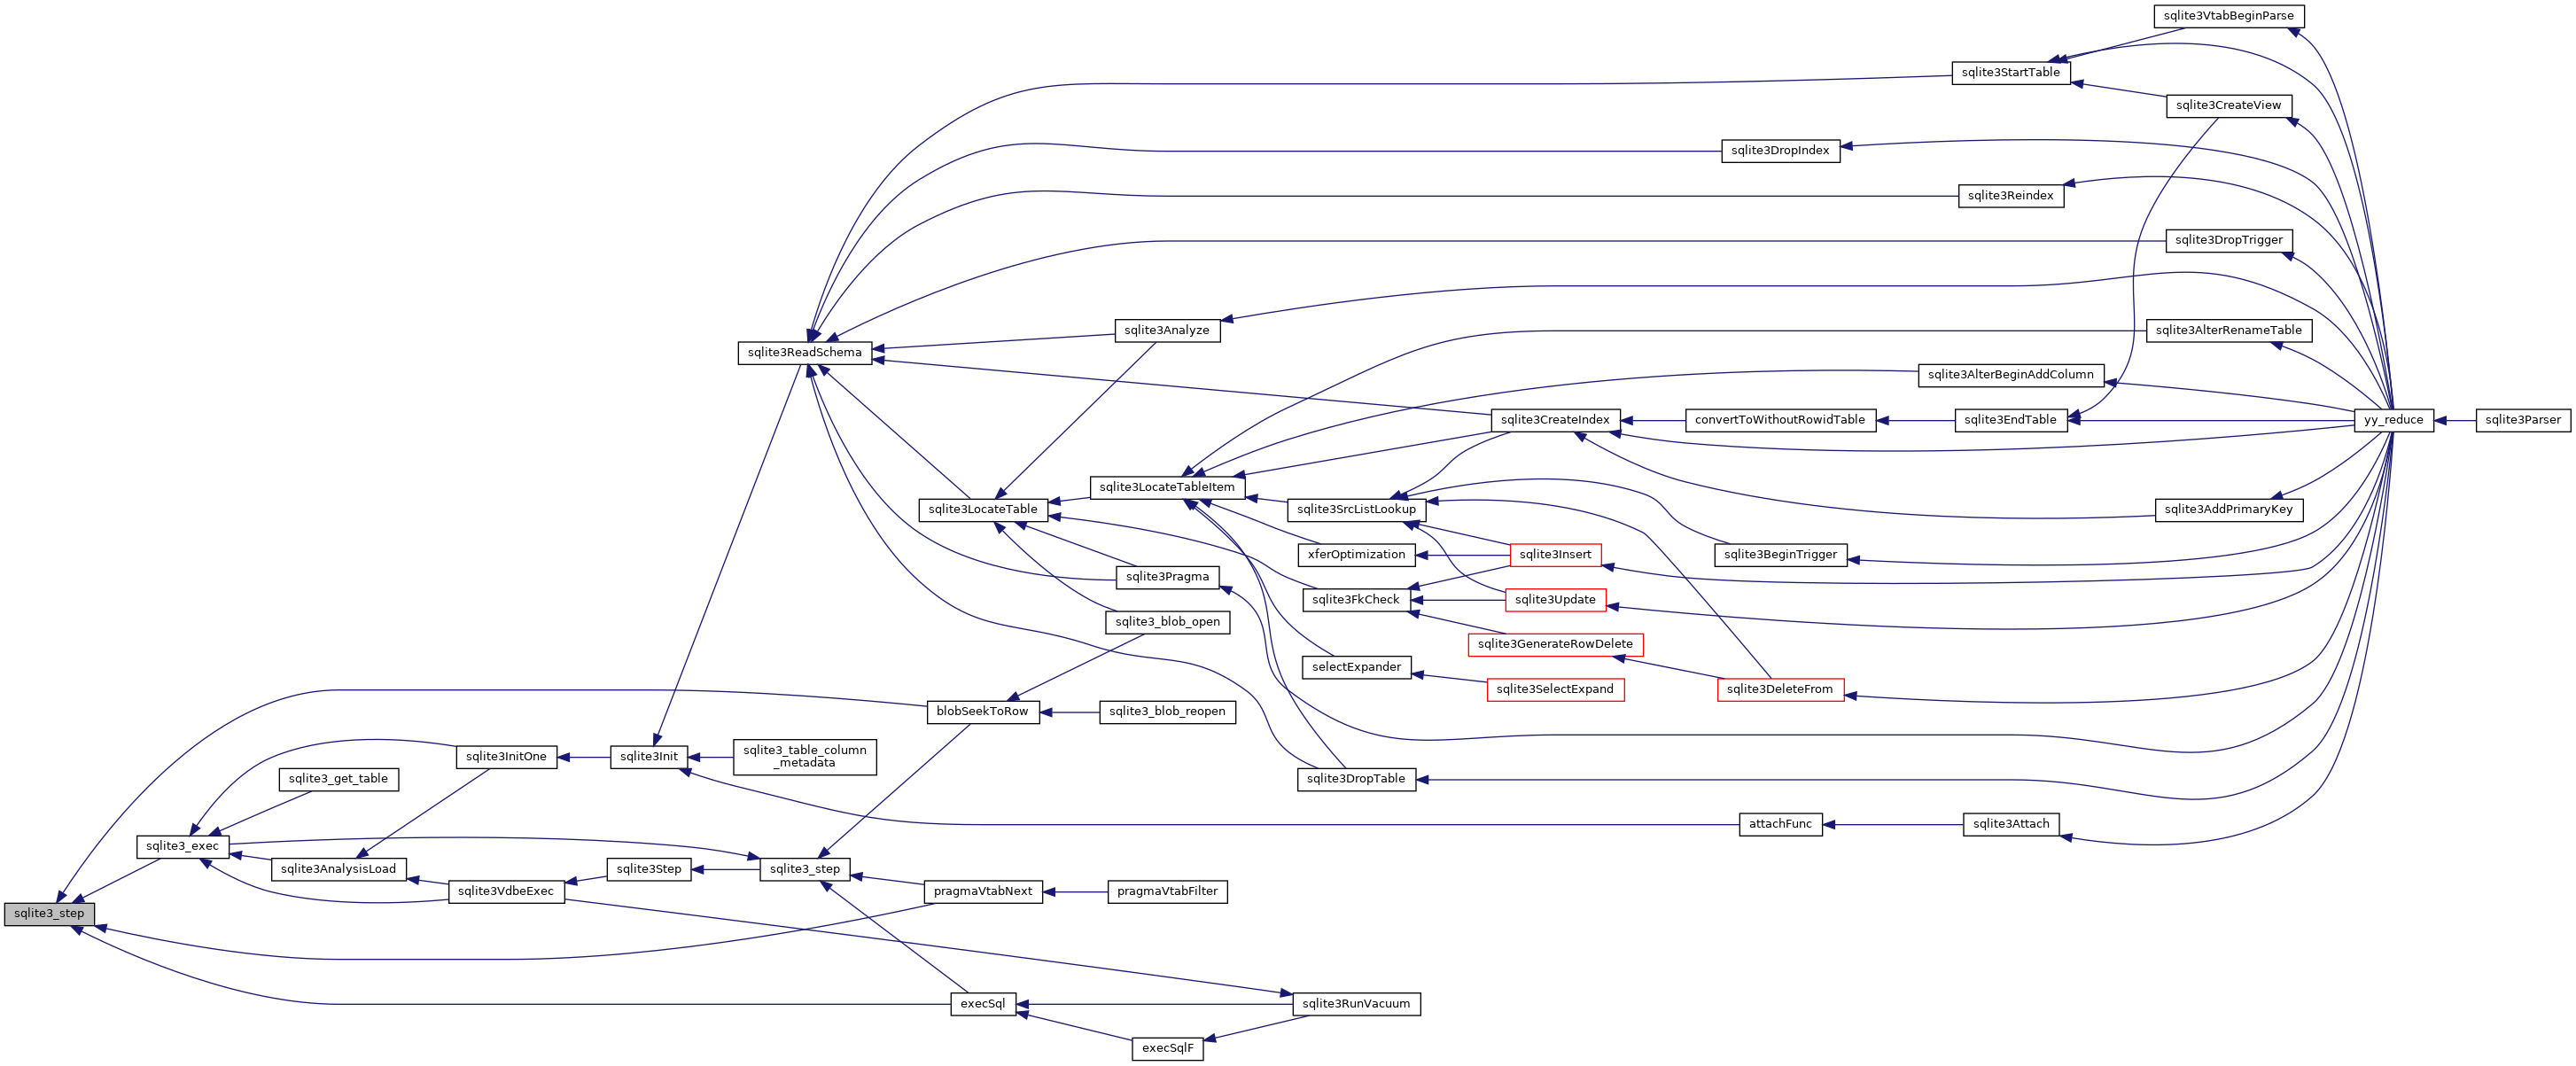 sqlite3VtabBeginParse
sqlite3StartTable
sqlite3CreateView
sqlite3DropIndex
sqlite3Reindex
sqlite3DropTrigger
sqlite3Analyze
sqlite3AlterRenameTable
sqlite3ReadSchema
sqlite3AlterBeginAddColumn
sqlite3CreateIndex
convertToWithoutRowidTable
sqlite3EndTable
yy_reduce
sqlite3Parser
sqlite3LocateTableItem
sqlite3LocateTable
sqlite3SrcListLookup
sqlite3AddPrimaryKey
xferOptimization
sqlite3Insert
sqlite3BeginTrigger
sqlite3Pragma
sqlite3FkCheck
sqlite3Update
sqlite3_blob_open
sqlite3GenerateRowDelete
selectExpander
sqlite3SelectExpand
sqlite3DeleteFrom
blobSeekToRow
sqlite3_blob_reopen
sqlite3InitOne
sqlite3Init
sqlite3_table_column
_metadata
sqlite3_get_table
sqlite3DropTable
attachFunc
sqlite3Attach
sqlite3_exec
sqlite3AnalysisLoad
sqlite3Step
sqlite3_step
sqlite3VdbeExec
pragmaVtabNext
pragmaVtabFilter
sqlite3_step
execSql
sqlite3RunVacuum
execSqlF